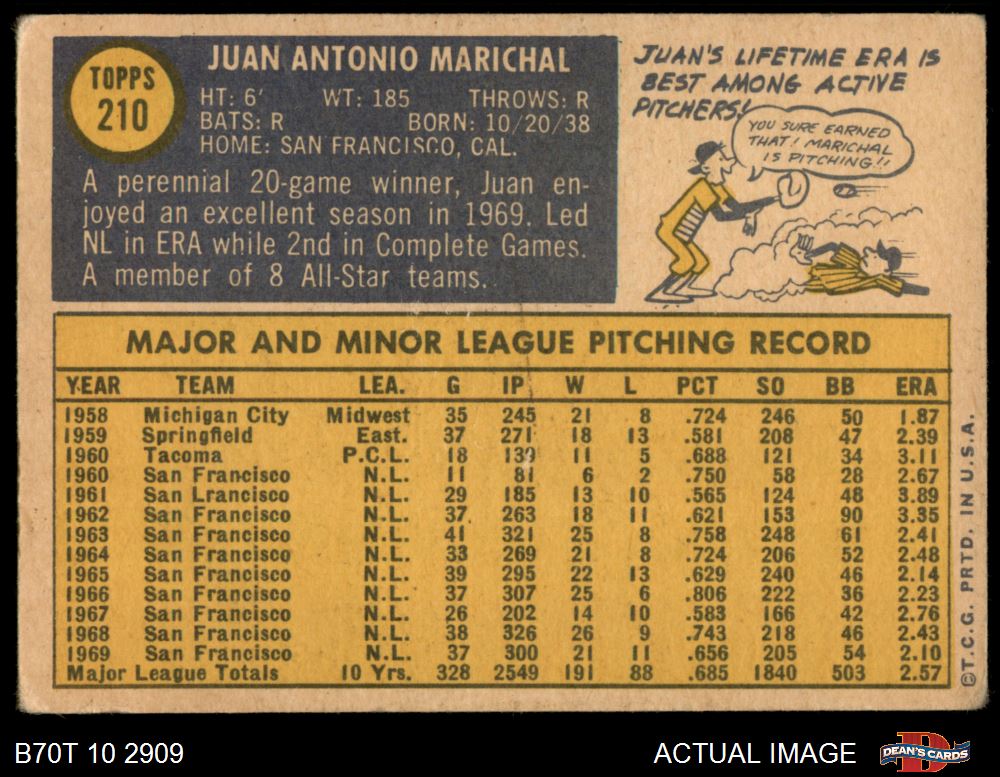 TOPPS
210
JUAN ANTONIO MARICHAL
HT: 6' WT: 185 THROWS: R
BATS: R BORN: 10/20/38
HOME: SAN FRANCISCO, CAL.
A perennial 20-game winner, Juan en-
joyed an excellent season in 1969. Led
NL in ERA while 2nd in Complete Games.
A member of 8 All-Star teams.
JUAN'S LIFETIME ERA IS
BEST AMONG ACTIVE
PITCHERS!
YOU SURE EARNED
THAT! MARICHAL
IS PITCHING!!
MAJOR AND MINOR LEAGUE PITCHING RECORD
YEAR TEAM LEA. G IP W L PCT SO BB ERA
1958 Michigan City Midwest 35 245 21 8 .724 246 50 1.87
1959 Springfield East. 37 271 18 13 .581 208 47 2.39
1960 Tacoma P.C.L. 18 139 11 5 .688 121 34 3.11
1960 San Francisco N.L. 11 81 6 2 .750 58 28 2.67
1961 San Lrancisco N.L. 29 185 13 10 .565 124 48 3.89
1962 San Francisco N.L. 37 263 18 11 .621 153 90 3.35
1963 San Francisco N.L. 41 321 25 8 .758 248 61 2.41
1964 San Francisco N.L. 33 269 21 8 .724 206 52 2.48
1965 San Francisco N.L. 39 295 22 13 .629 240 46 2.14
1966 San Francisco N.L. 37 307 25 6 .806 222 36 2.23
1967 San Francisco N.L. 26 202 14 10 .583 166 42 2.76
1968 San Francisco N.L. 38 326 26 9 .743 218 46 2.43
1969 San Francisco N.L. 37 300 21 11 .656 205 54 2.10
Major League Totals 10 Yrs. 328 2549 191 88 .685 1840 503 2.57
©T.C.G. PRTD. IN U.S.A.
B70T 10 2909
ACTUAL IMAGE
D
DEAN'S CARDS